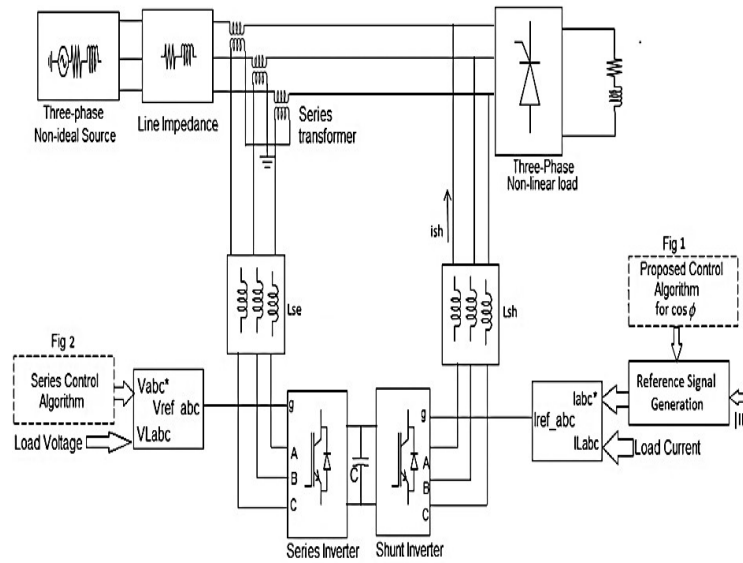 Three-phase
Non-ideal Source
Line Impedance
Series
transformer
Three-Phase
Non-linear load
ish
Lse
Lsh
Fig 1
Proposed Control
Algorithm
for cos ϕ
Fig 2
Series Control
Algorithm
Vabc*
Vref_abc
VLabc
Load Voltage
g
A
B
C
Series Inverter
C
g
A
B
C
Shunt Inverter
Iabc*
Iref_abc
ILabc
Load Current
Reference Signal
Generation